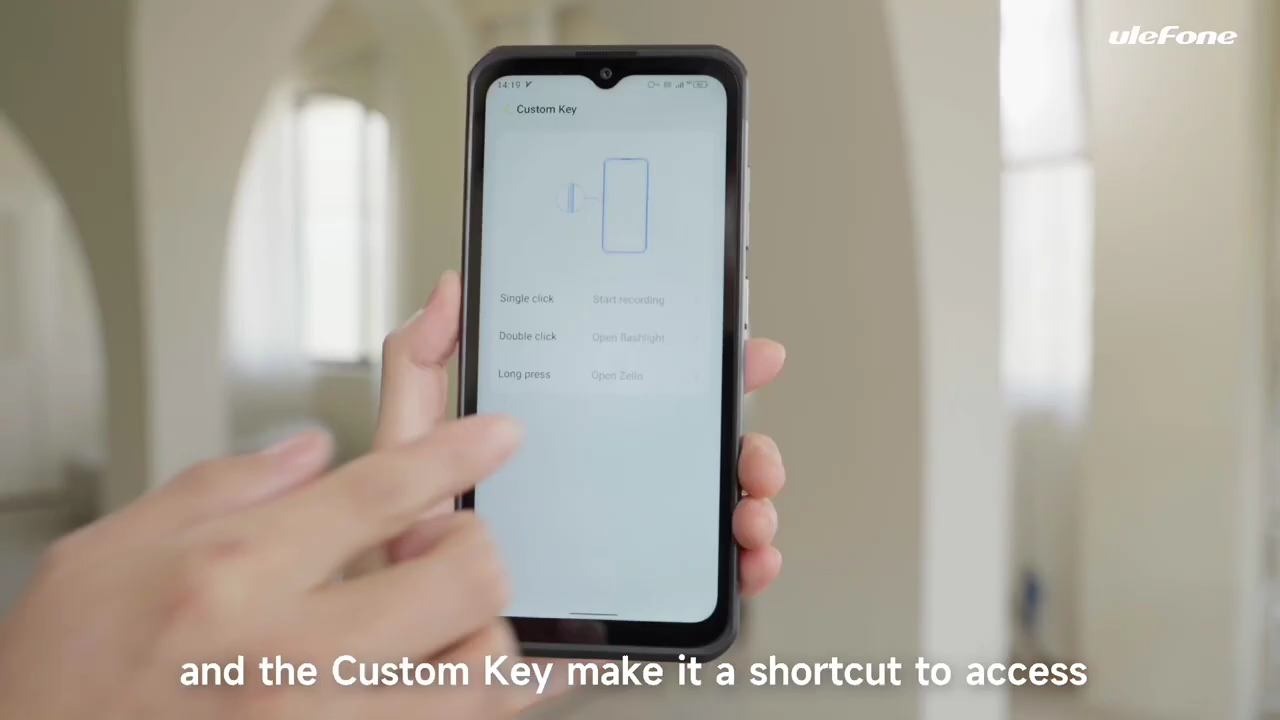 uleFone
14:19
Custom Key
Single click Start recording
Double click Open flashlight
Long press Open Zello
and the Custom Key make it a shortcut to access